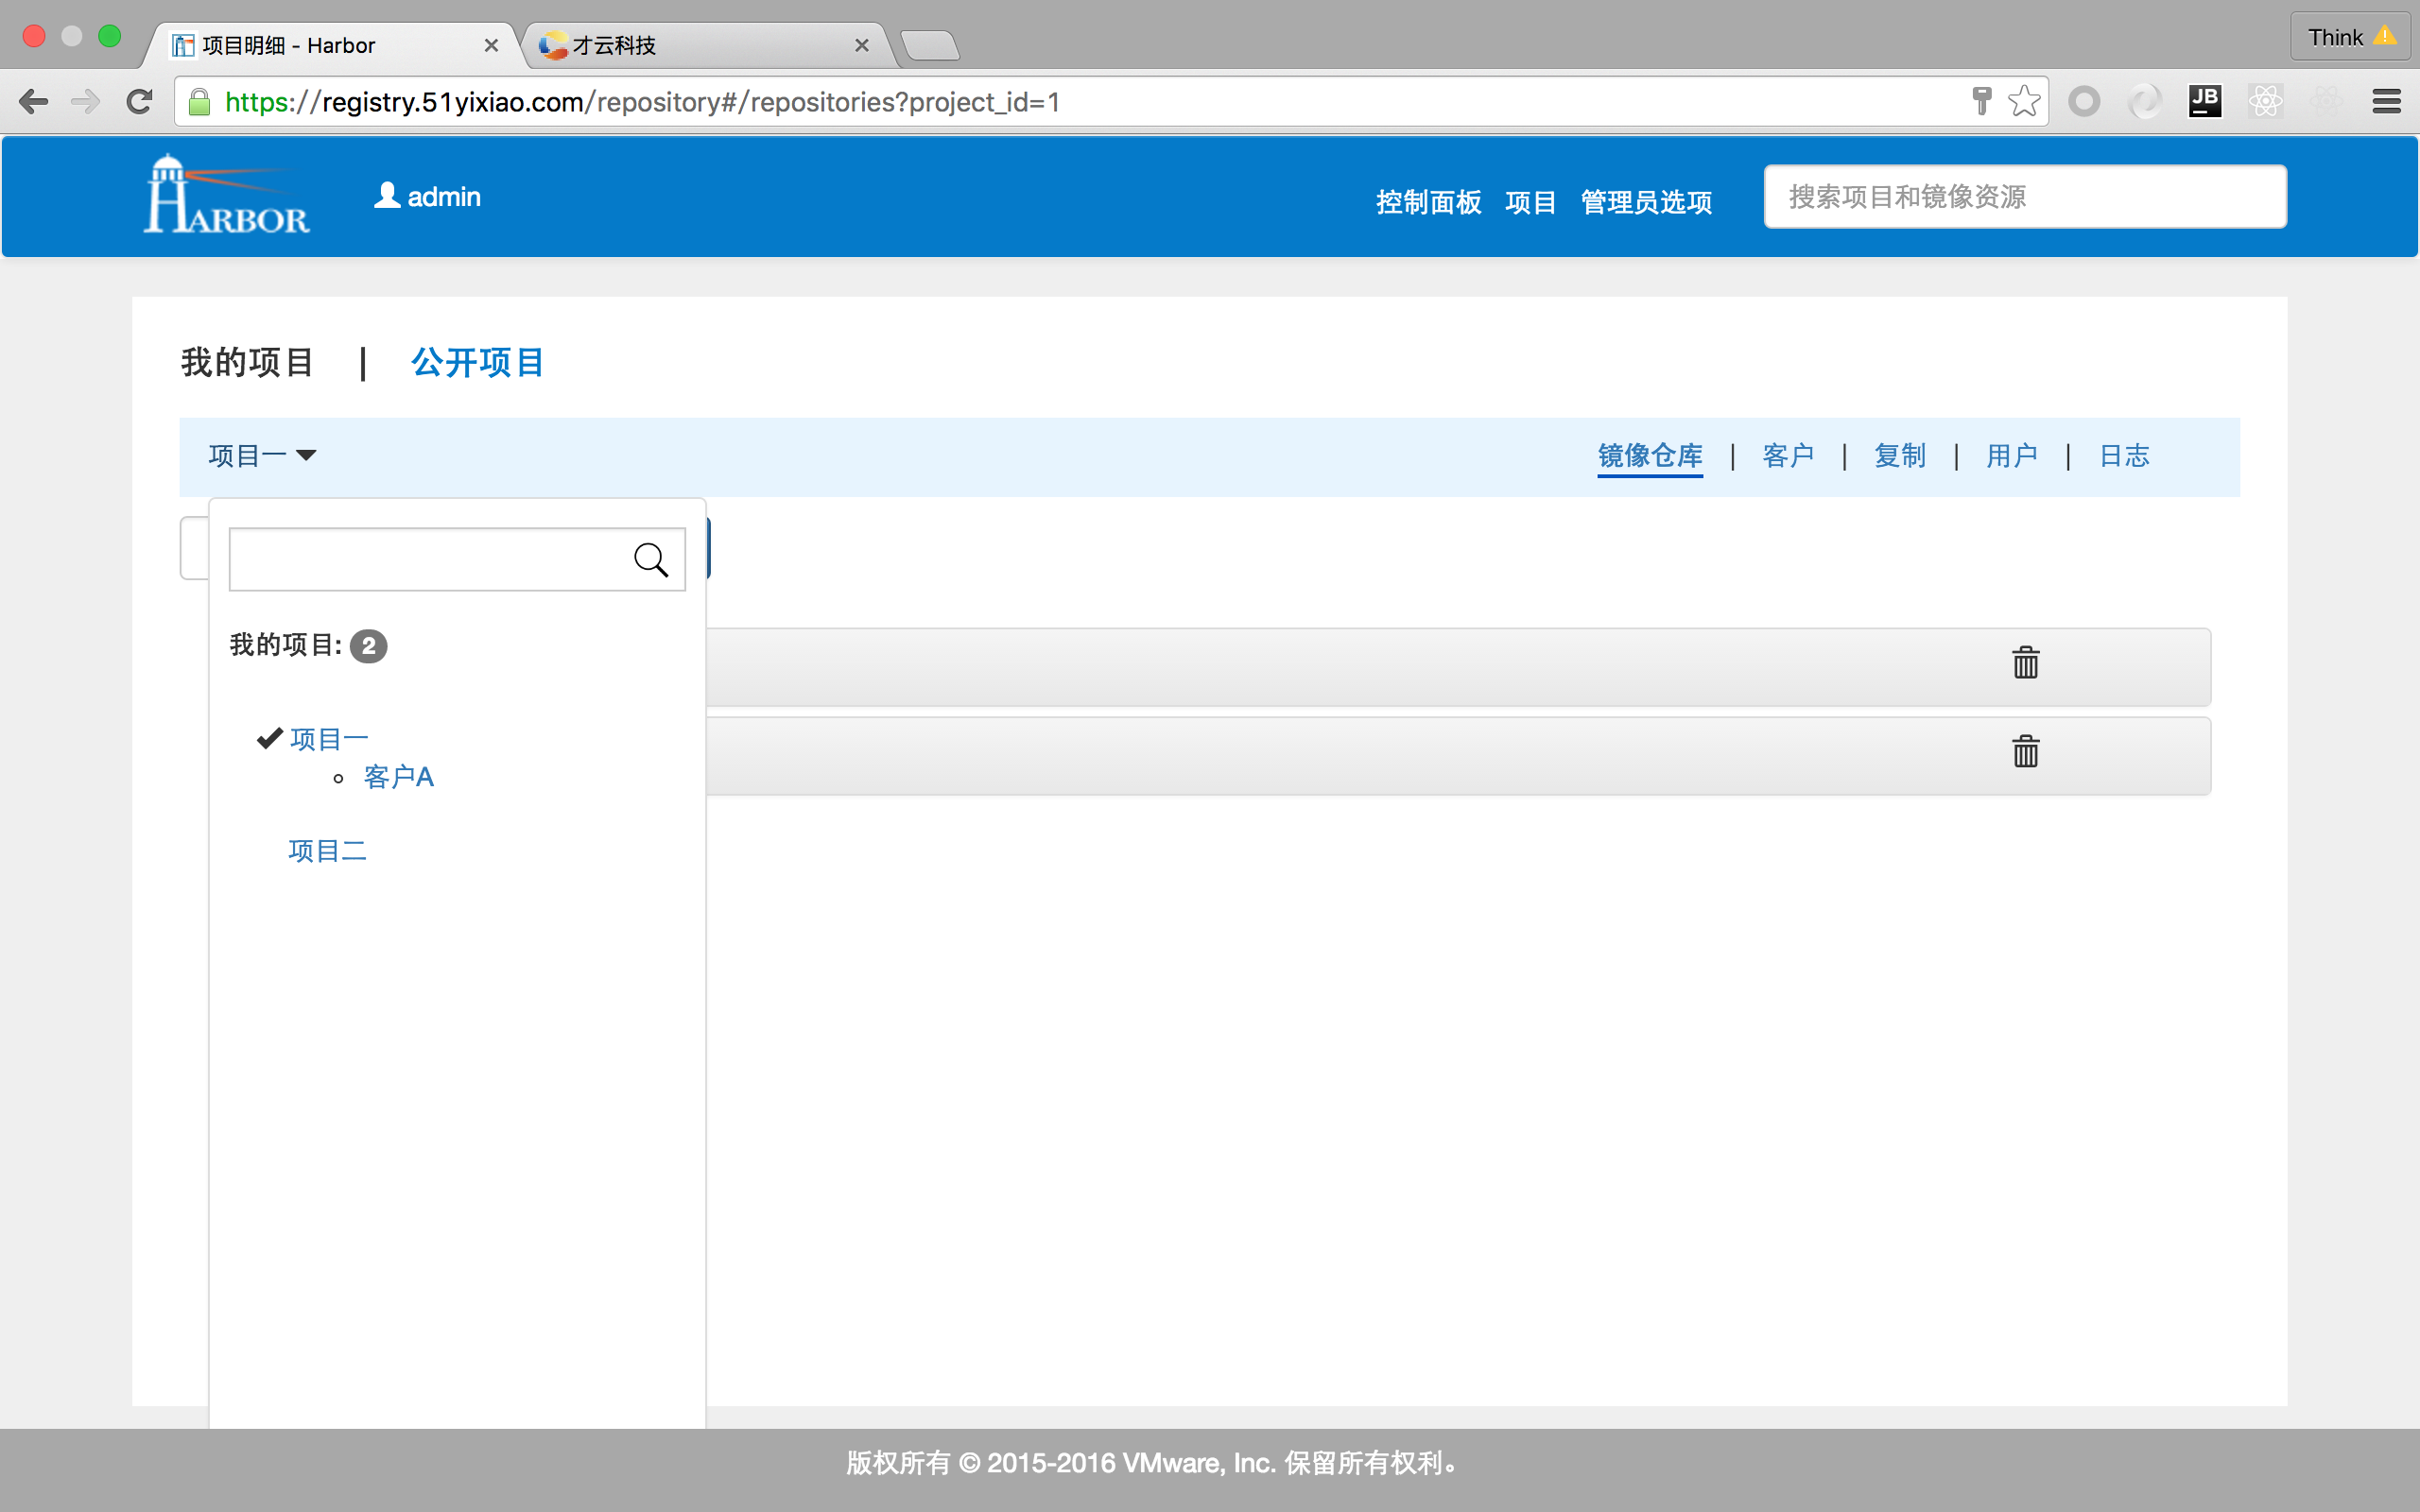 项目明细 - Harbor
才云科技
Think
https://registry.51yixiao.com/repository#/repositories?project_id=1
JB
HARBOR
admin
控制面板 项目 管理员选项
搜索项目和镜像资源
我的项目 | 公开项目
项目一
镜像仓库 | 客户 | 复制 | 用户 | 日志
我的项目: 2
项目一
客户A
项目二
版权所有 © 2015-2016 VMware, Inc. 保留所有权利。